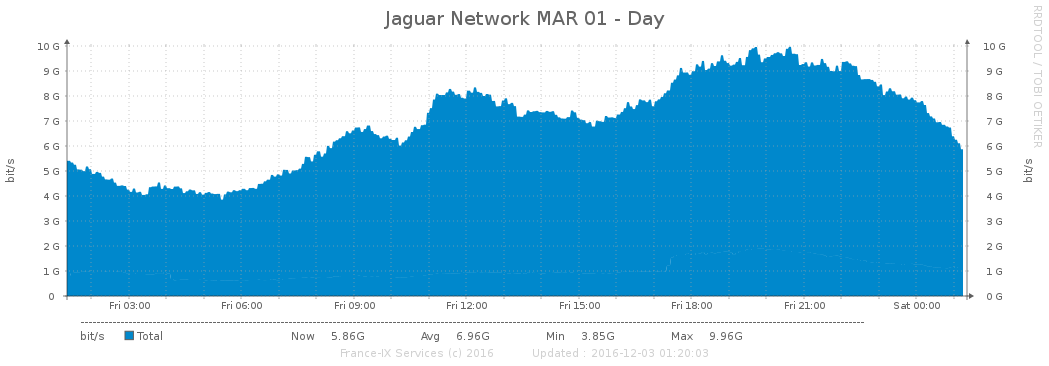 Jaguar Network MAR 01 - Day
RRDTOOL / TOBI OETIKER
10 G 10 G
9 G 9 G
8 G 8 G
7 G 7 G
6 G 6 G
5 G 5 G
4 G 4 G
3 G 3 G
2 G 2 G
1 G 1 G
0 0 G
bit/s
bit/s
Fri 03:00 Fri 06:00 Fri 09:00 Fri 12:00 Fri 15:00 Fri 18:00 Fri 21:00 Sat 00:00
bit/s Total Now 5.86G Avg 6.96G Min 3.85G Max 9.96G
France-IX Services (c) 2016 Updated : 2016-12-03 01:20:03